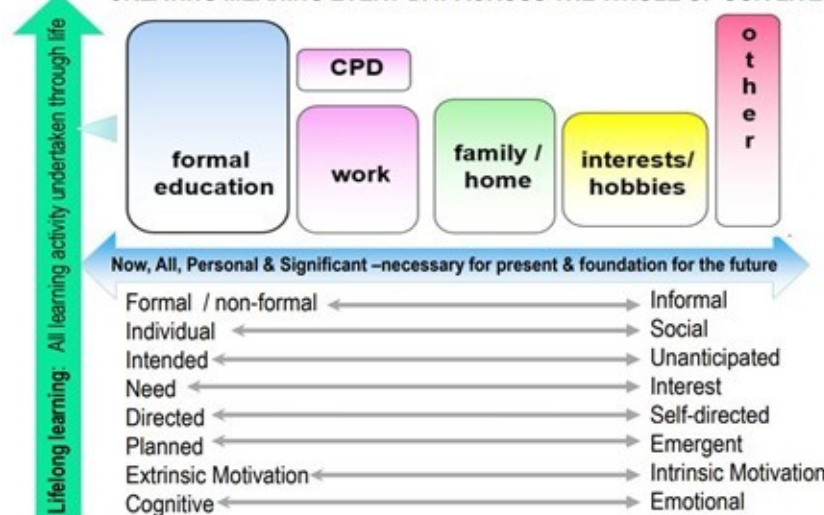 Lifelong learning: All learning activity undertaken through life
formal
education
CPD
work
family /
home
interests/
hobbies
other
Now, All, Personal & Significant –necessary for present & foundation for the future
Formal / non-formal Informal
Individual Social
Intended Unanticipated
Need Interest
Directed Self-directed
Planned Emergent
Extrinsic Motivation Intrinsic Motivation
Cognitive Emotional